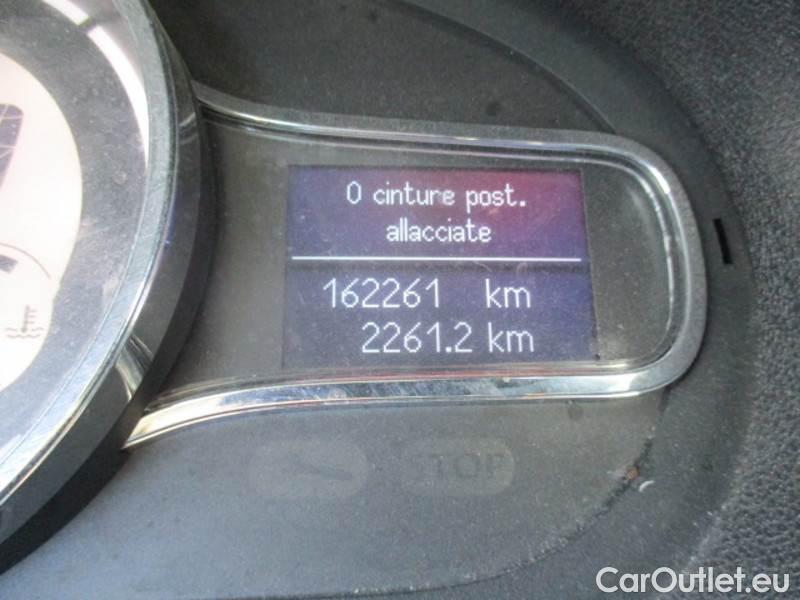 0 cinture post.
allacciate
162261 km
2261.2 km
STOP
CarOutlet.eu